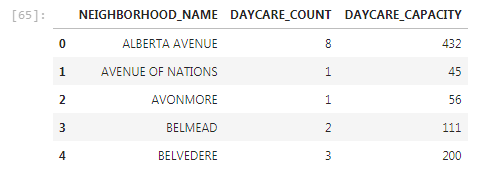 [65]: NEIGHBORHOOD_NAME DAYCARE_COUNT DAYCARE_CAPACITY
0 ALBERTA AVENUE 8 432
1 AVENUE OF NATIONS 1 45
2 AVONMORE 1 56
3 BELMEAD 2 111
4 BELVEDERE 3 200